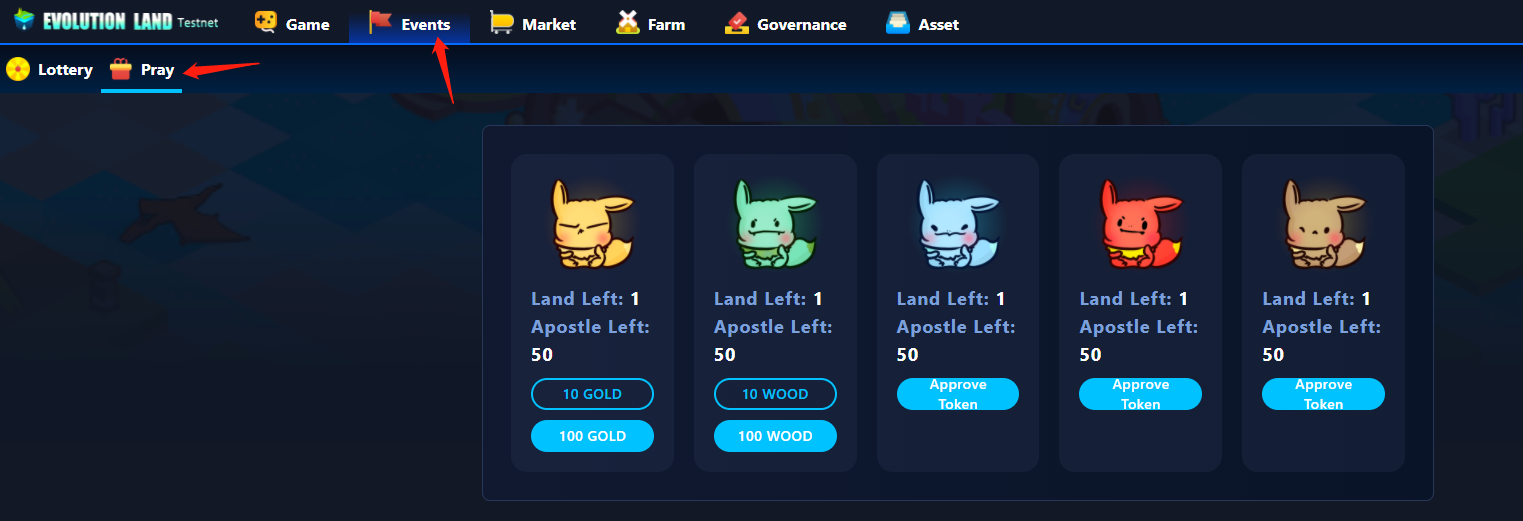 EVOLUTION LAND Testnet Game Events Market Farm Governance Asset
Lottery Pray
Land Left: 1
Apostle Left:
50
10 GOLD
100 GOLD
Land Left: 1
Apostle Left:
50
10 WOOD
100 WOOD
Land Left: 1
Apostle Left:
50
Approve
Token
Land Left: 1
Apostle Left:
50
Approve
Token
Land Left: 1
Apostle Left:
50
Approve
Token